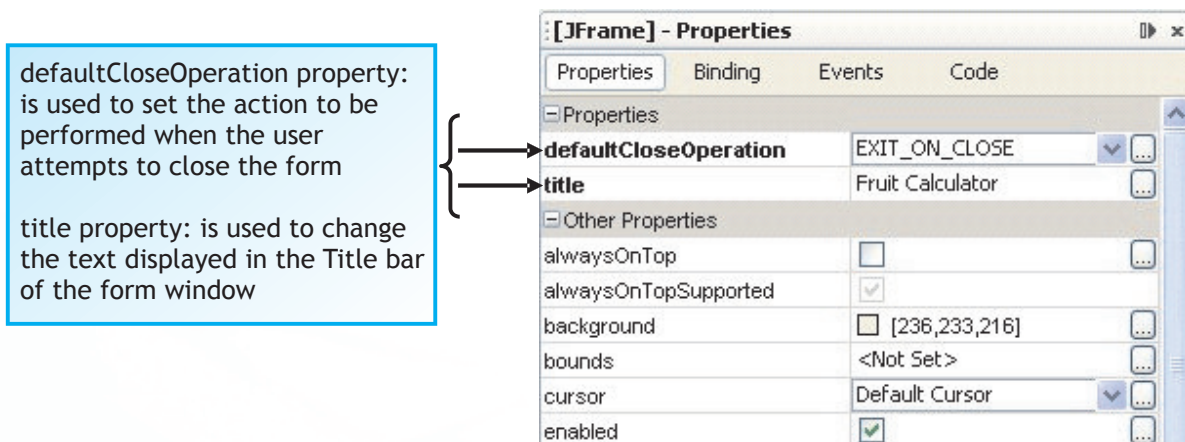 defaultCloseOperation property:
is used to set the action to be
performed when the user
attempts to close the form
title property: is used to change
the text displayed in the Title bar
of the form window
[JFrame] - Properties
Properties Binding Events Code
Properties
defaultCloseOperation EXIT_ON_CLOSE ...
title Fruit Calculator ...
Other Properties
alwaysOnTop ...
alwaysOnTopSupported
background [236,233,216] ...
bounds <Not Set> ...
cursor Default Cursor ...
enabled ...